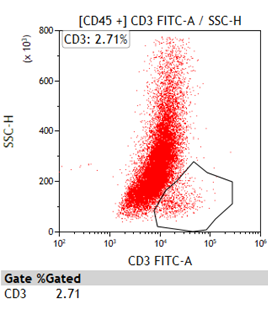 [CD45 +] CD3 FITC-A / SSC-H
CD3: 2.71%
(x 10³)
SSC-H
800
600
400
200
0
10² 10³ 10⁴ 10⁵ 10⁶
CD3 FITC-A
Gate %Gated
CD3 2.71